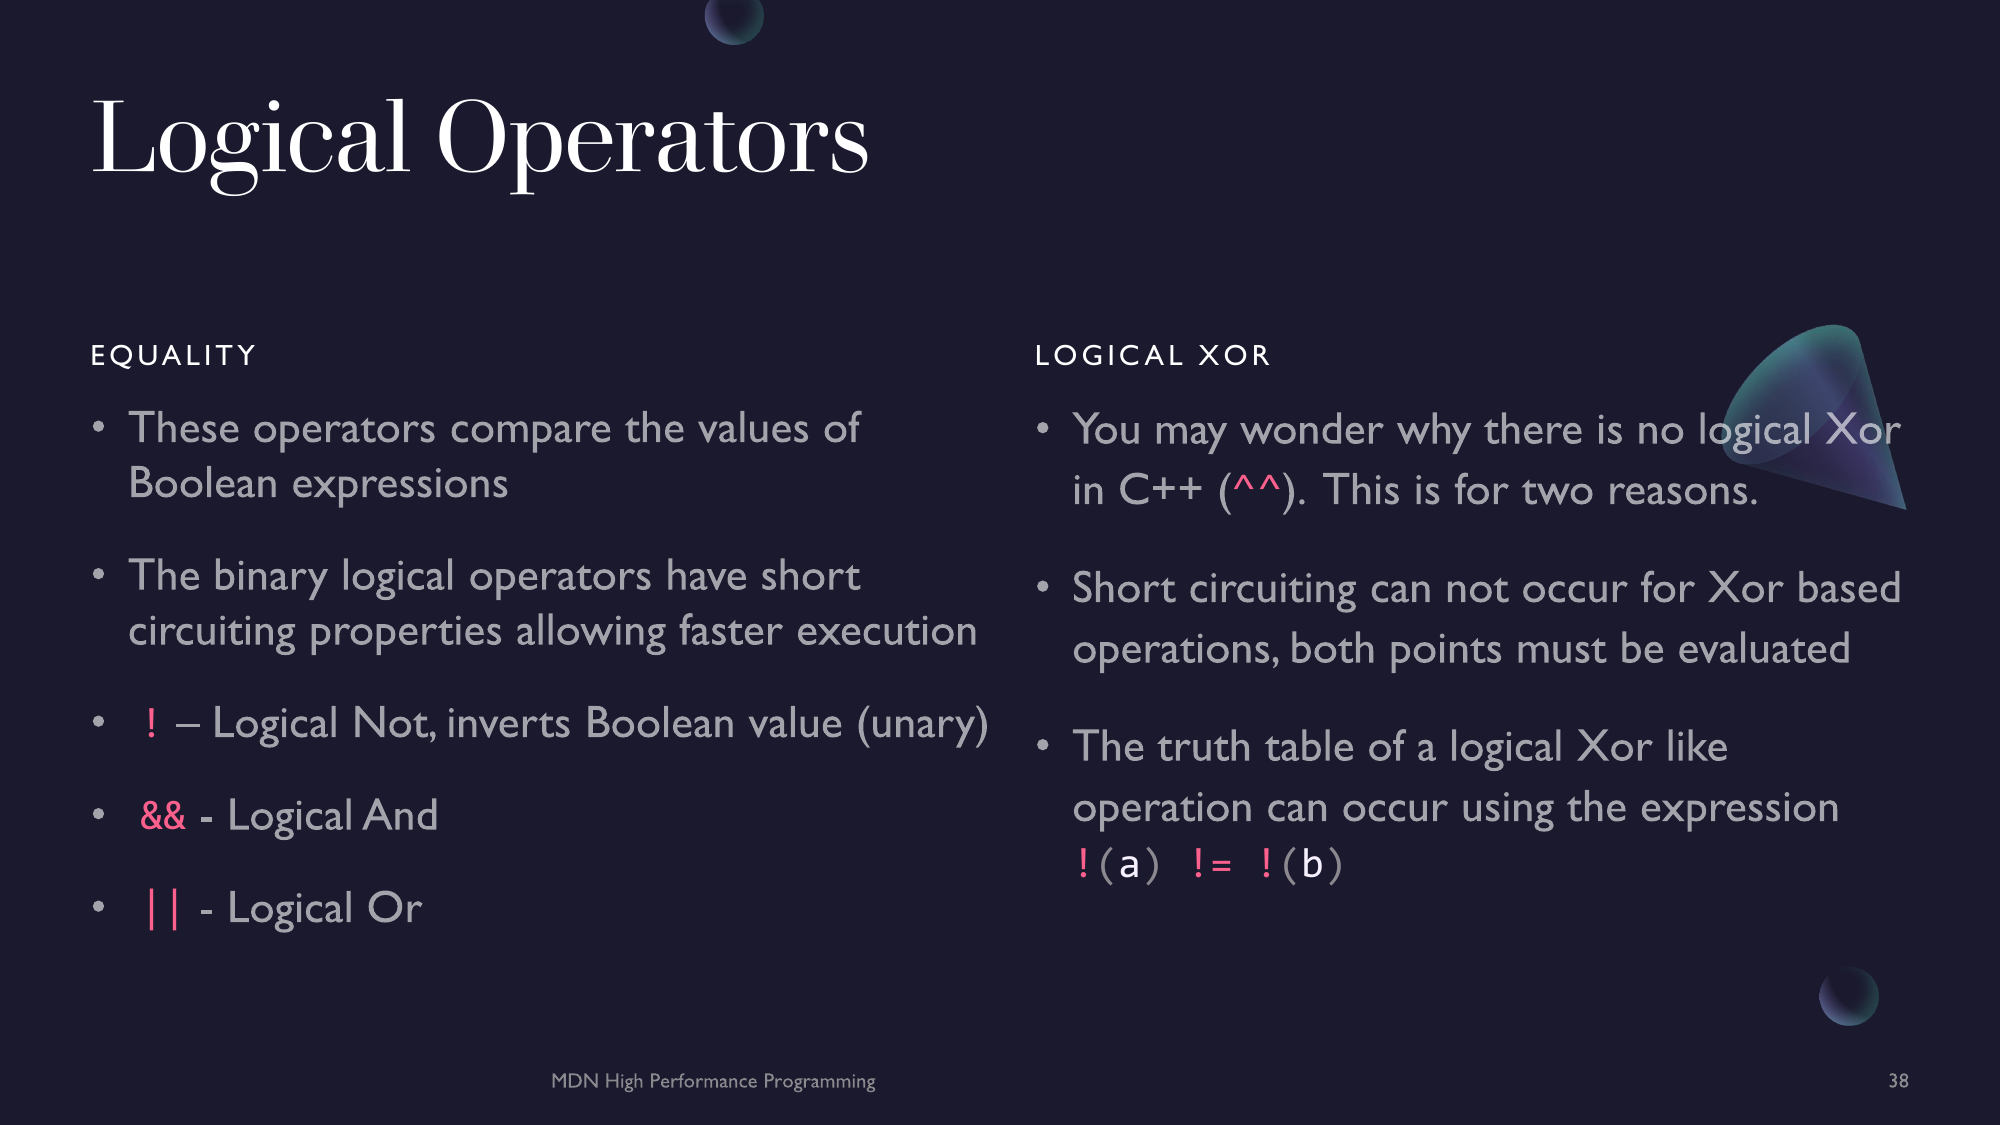 Logical Operators
EQUALITY
• These operators compare the values of
Boolean expressions
• The binary logical operators have short
circuiting properties allowing faster execution
• ! – Logical Not, inverts Boolean value (unary)
• && - Logical And
• || - Logical Or
LOGICAL XOR
• You may wonder why there is no logical Xor
in C++ (^^). This is for two reasons.
• Short circuiting can not occur for Xor based
operations, both points must be evaluated
• The truth table of a logical Xor like
operation can occur using the expression
!(a) != !(b)
MDN High Performance Programming
38